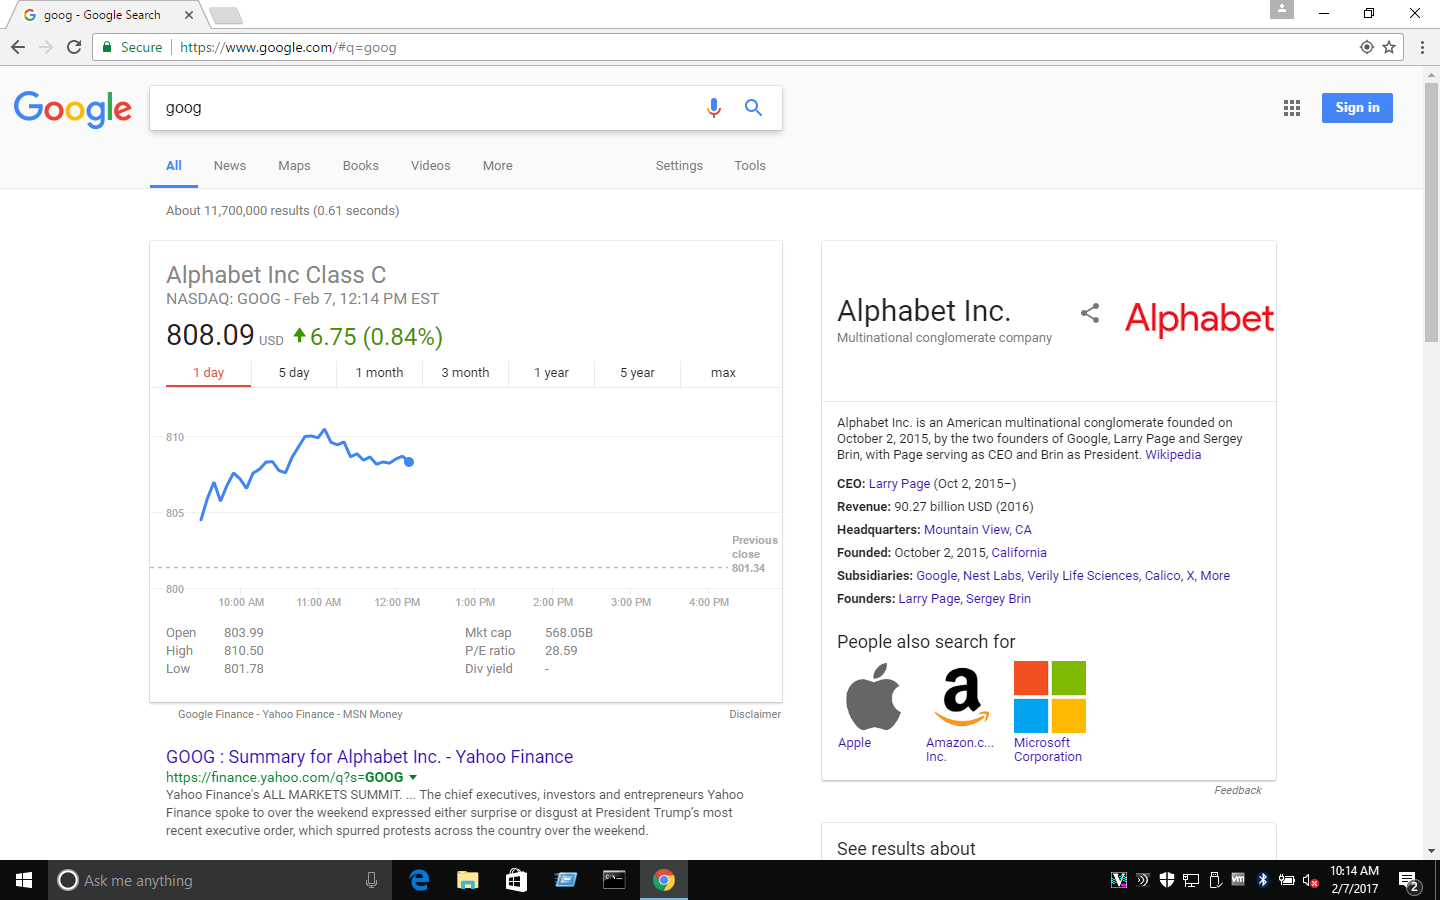 goog - Google Search
Secure
https://www.google.com/#q=goog
Google
goog
Sign in
All
News
Maps
Books
Videos
More
Settings
Tools
About 11,700,000 results (0.61 seconds)
Alphabet Inc Class C
NASDAQ: GOOG - Feb 7, 12:14 PM EST
808.09 USD 6.75 (0.84%)
1 day
5 day
1 month
3 month
1 year
5 year
max
810
805
800
Previous
close
801.34
10:00 AM
11:00 AM
12:00 PM
1:00 PM
2:00 PM
3:00 PM
4:00 PM
Open 803.99
High 810.50
Low 801.78
Mkt cap 568.05B
P/E ratio 28.59
Div yield -
Google Finance - Yahoo Finance - MSN Money
Disclaimer
GOOG : Summary for Alphabet Inc. - Yahoo Finance
https://finance.yahoo.com/q?s=GOOG
Yahoo Finance's ALL MARKETS SUMMIT. ... The chief executives, investors and entrepreneurs Yahoo
Finance spoke to over the weekend expressed either surprise or disgust at President Trump's most
recent executive order, which spurred protests across the country over the weekend.
Alphabet Inc.
Multinational conglomerate company
Alphabet
Alphabet Inc. is an American multinational conglomerate founded on
October 2, 2015, by the two founders of Google, Larry Page and Sergey
Brin, with Page serving as CEO and Brin as President. Wikipedia
CEO: Larry Page (Oct 2, 2015–)
Revenue: 90.27 billion USD (2016)
Headquarters: Mountain View, CA
Founded: October 2, 2015, California
Subsidiaries: Google, Nest Labs, Verily Life Sciences, Calico, X, More
Founders: Larry Page, Sergey Brin
People also search for
Apple
Amazon.c...
Inc.
Microsoft
Corporation
Feedback
See results about
Ask me anything
10:14 AM
2/7/2017
2